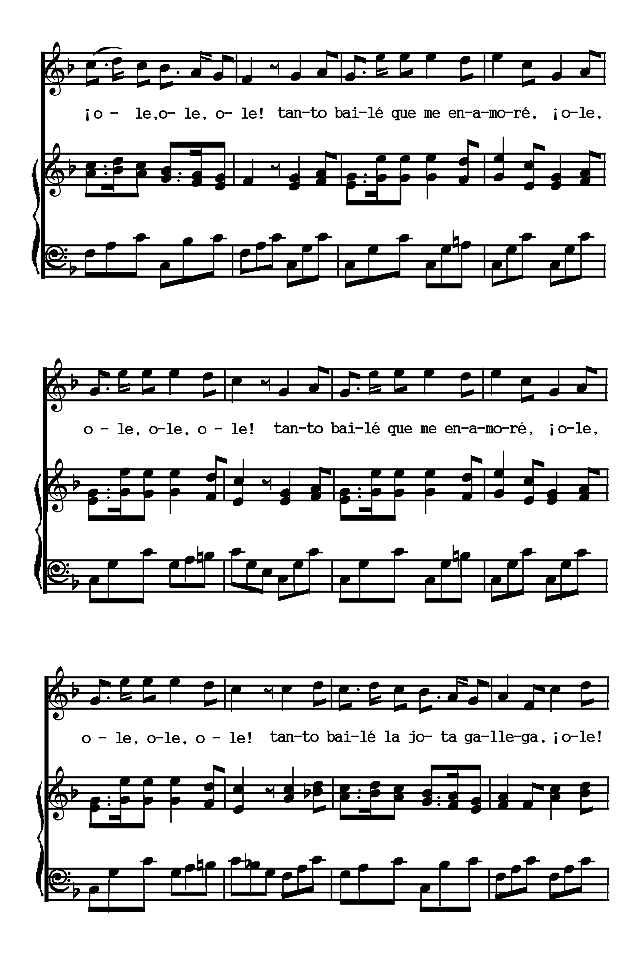 ¡o - le,o- le, o- le! tan-to bai-lé que me en-a-mo-ré, ¡o-le,
o - le, o-le, o - le! tan-to bai-lé que me en-a-mo-ré, ¡o-le,
o - le, o-le, o - le! tan-to bai-lé la jo- ta ga-lle-ga, ¡o-le!